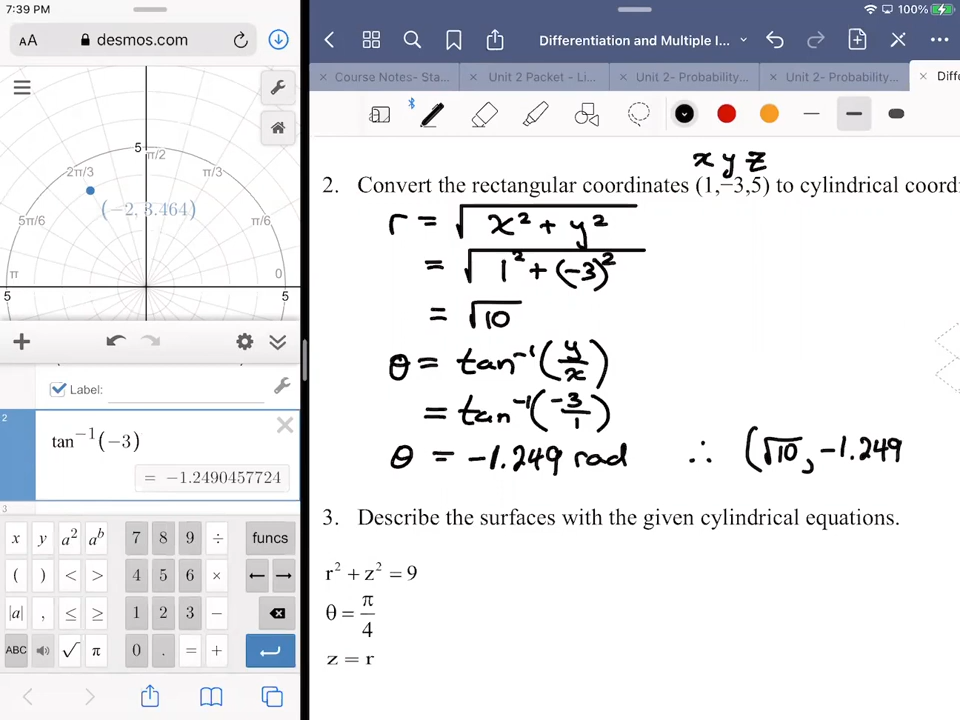 7:39 PM
100%
AA desmos.com
Differentiation and Multiple I...
Course Notes- Sta...
Unit 2 Packet - Li...
Unit 2- Probability...
Unit 2- Probability...
Diffe
5
π/2
2π/3
π/3
(−2, 3.464)
5π/6
π/6
π
0
5
5
Label:
2
tan⁻¹(−3)
= −1.2490457724
3
x y a² aᵇ 7 8 9 ÷ funcs
( ) < > 4 5 6 × ← →
|a| , ≤ ≥ 1 2 3 −
ABC √ π 0 . = +
x y z
2. Convert the rectangular coordinates (1,−3,5) to cylindrical coord
r = √(x² + y²)
= √(1² + (−3)²)
= √10
θ = tan⁻¹(y/x)
= tan⁻¹(−3/1)
θ = −1.249 rad ∴ (√10, −1.249
3. Describe the surfaces with the given cylindrical equations.
r² + z² = 9
θ = π/4
z = r